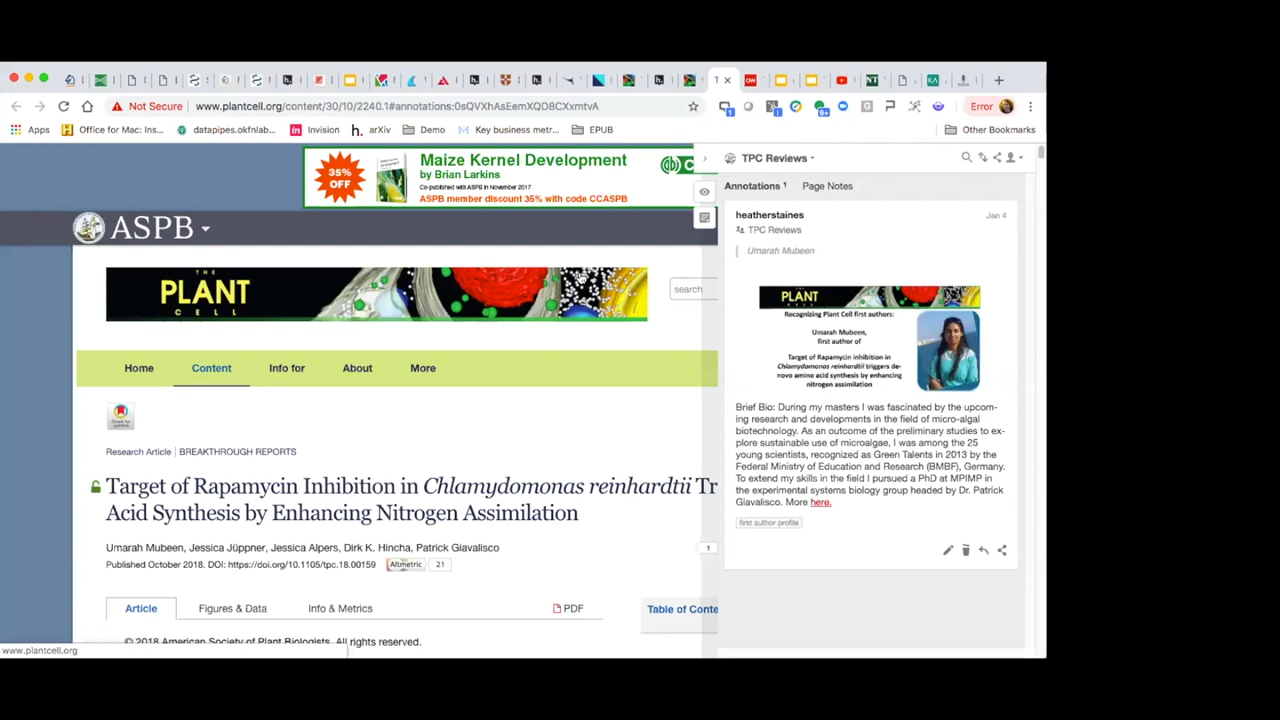 Not Secure
www.plantcell.org/content/30/10/2240.1#annotations:0sQVXhAsEemXQD8CXxmtvA
Error
Apps
Office for Mac: Ins...
datapipes.okfnlab...
Invision
arXiv
Demo
Key business metr...
EPUB
Other Bookmarks
35%
OFF
Maize Kernel Development
by Brian Larkins
Co-published with ASPB in November 2017
ASPB member discount 35% with code CCASPB
ASPB
THE
PLANT
CELL
search
Home
Content
Info for
About
More
Research Article
BREAKTHROUGH REPORTS
Target of Rapamycin Inhibition in Chlamydomonas reinhardtii Tr
Acid Synthesis by Enhancing Nitrogen Assimilation
Umarah Mubeen, Jessica Jüppner, Jessica Alpers, Dirk K. Hincha, Patrick Giavalisco
Published October 2018. DOI: https://doi.org/10.1105/tpc.18.00159
Altmetric
21
Article
Figures & Data
Info & Metrics
PDF
Table of Conte
© 2018 American Society of Plant Biologists. All rights reserved.
www.plantcell.org
TPC Reviews
Annotations 1
Page Notes
heatherstaines
Jan 4
TPC Reviews
Umarah Mubeen
PLANT
Recognizing Plant Cell first authors:
Umarah Mubeen,
first author of
Target of Rapamycin inhibition in
Chlamydomonas reinhardtii triggers de-
novo amino acid synthesis by enhancing
nitrogen assimilation
Brief Bio: During my masters I was fascinated by the upcom-
ing research and developments in the field of micro-algal
biotechnology. As an outcome of the preliminary studies to ex-
plore sustainable use of microalgae, I was among the 25
young scientists, recognized as Green Talents in 2013 by the
Federal Ministry of Education and Research (BMBF), Germany.
To extend my skills in the field I pursued a PhD at MPIMP in
the experimental systems biology group headed by Dr. Patrick
Giavalisco. More here.
first author profile
1